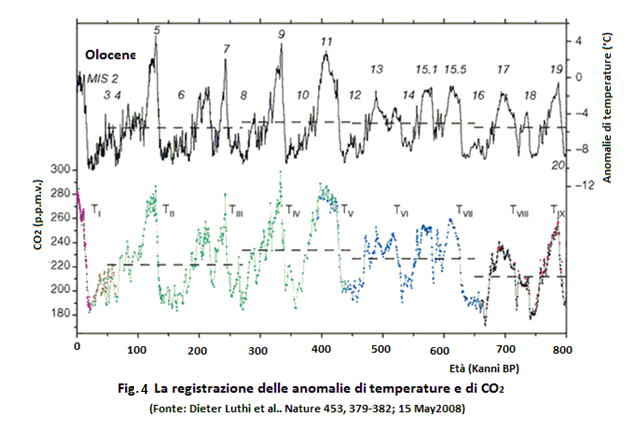 5
9
Olocene
7
11
4
MIS 2
13
15.1
15.5
17
19
0
3 4
6
8
10
12
14
16
18
-4
-8
20
-12
Anomalie di temperature (°C)
300
280
260
240
220
200
180
CO2 (p.p.m.v.)
TI
TII
TIII
TIV
TV
TVI
TVII
TVIII
TIX
0 100 200 300 400 500 600 700 800
Età (Kanni BP)
Fig. 4 La registrazione delle anomalie di temperature e di CO2
(Fonte: Dieter Luthi et al.. Nature 453, 379-382; 15 May2008)